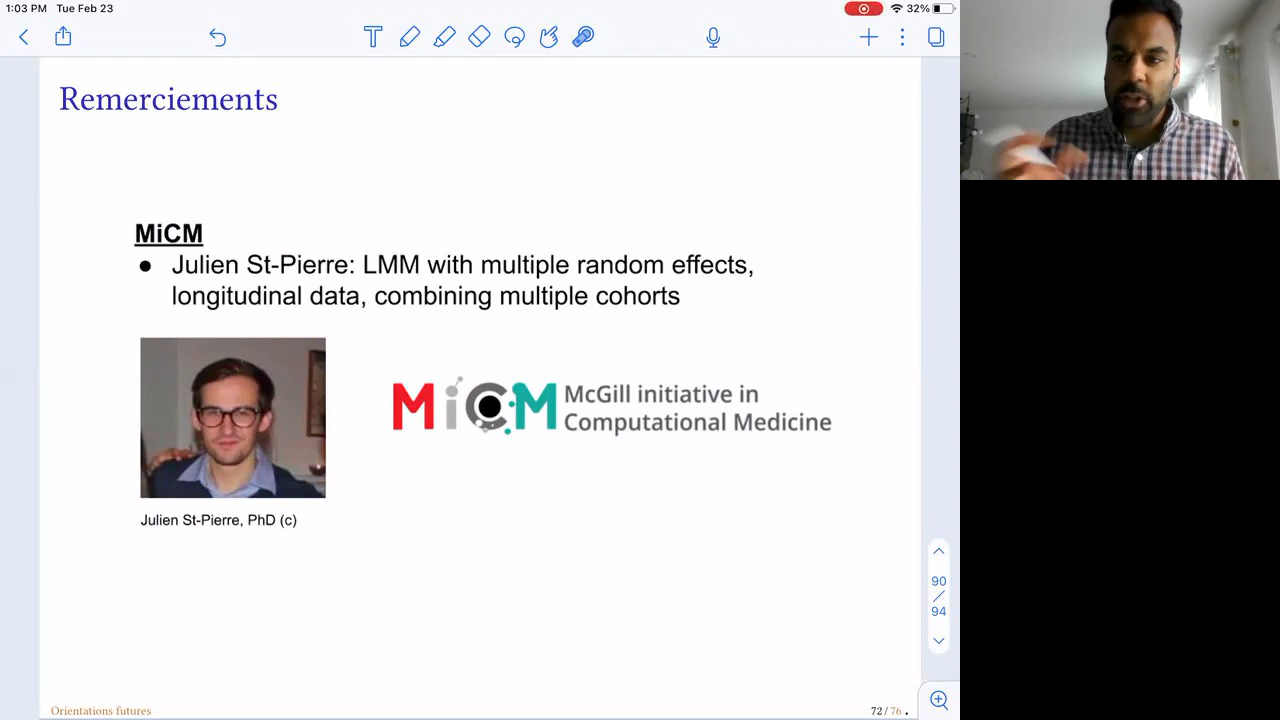 1:03 PM Tue Feb 23
32%
Remerciements
MiCM
● Julien St-Pierre: LMM with multiple random effects,
longitudinal data, combining multiple cohorts
MiCM McGill initiative in
Computational Medicine
Julien St-Pierre, PhD (c)
90
/
94
Orientations futures
72 / 76 .